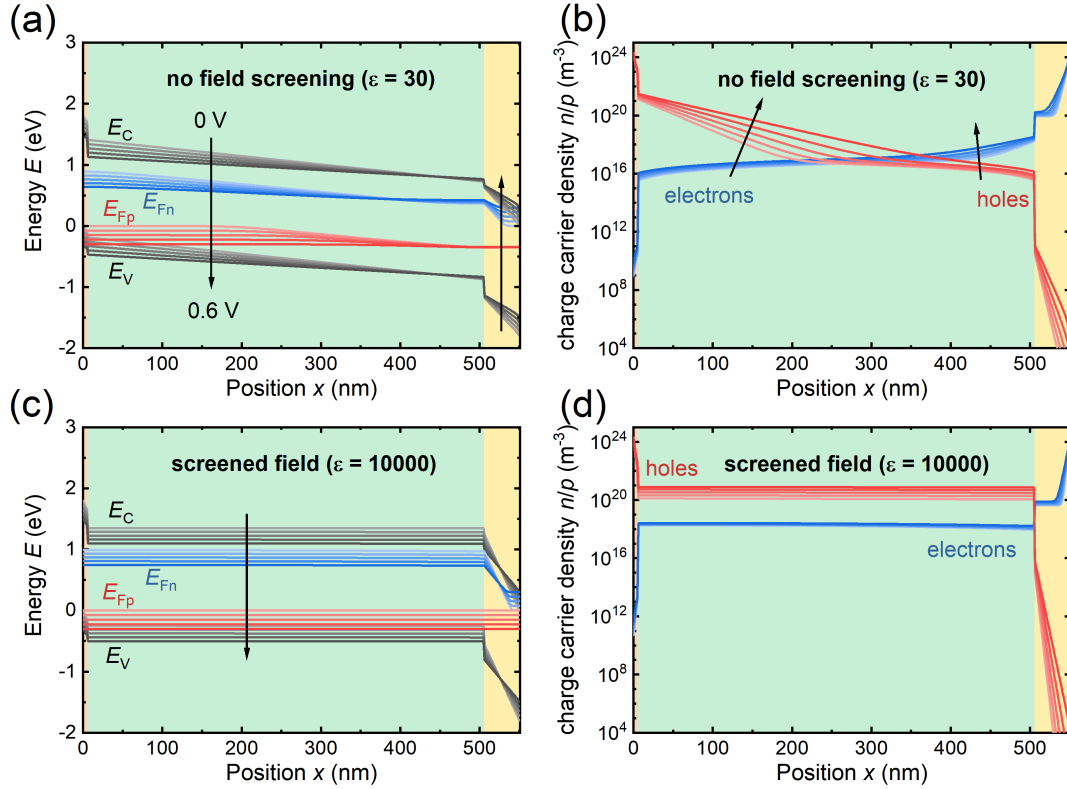 (a)
3
2
1
0
-1
-2
Energy E (eV)
no field screening (ε = 30)
0 V
E_C
E_Fn
E_Fp
E_V
0.6 V
0 100 200 300 400 500
Position x (nm)
(b)
10^24
10^20
10^16
10^12
10^8
10^4
charge carrier density n/p (m^-3)
no field screening (ε = 30)
electrons
holes
0 100 200 300 400 500
Position x (nm)
(c)
3
2
1
0
-1
-2
Energy E (eV)
screened field (ε = 10000)
E_C
E_Fn
E_Fp
E_V
0 100 200 300 400 500
Position x (nm)
(d)
10^24
10^20
10^16
10^12
10^8
10^4
charge carrier density n/p (m^-3)
holes
screened field (ε = 10000)
electrons
0 100 200 300 400 500
Position x (nm)